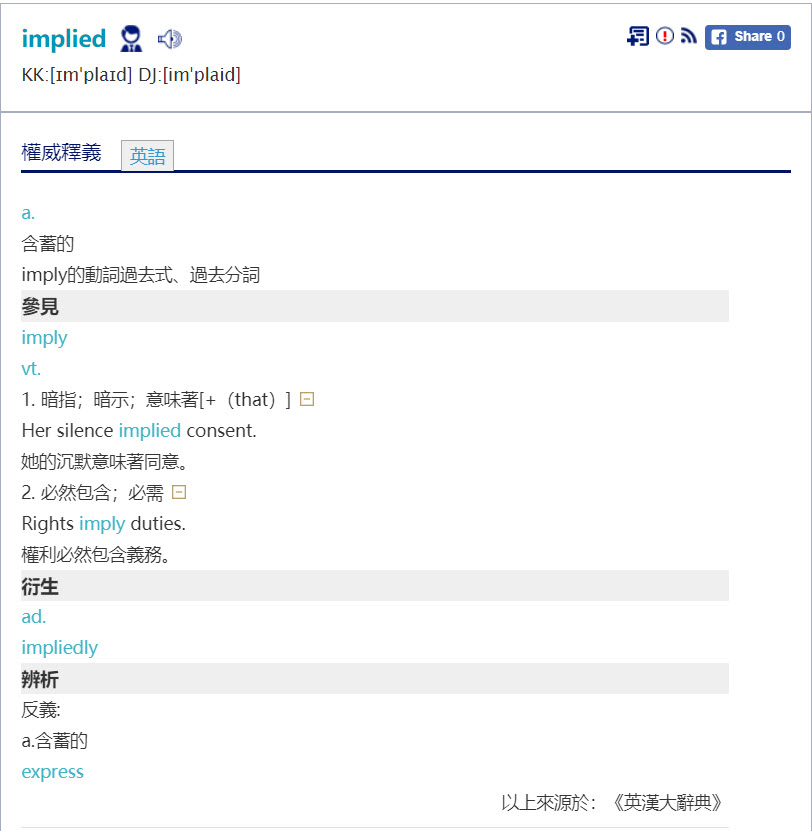 implied
Share 0
KK:[ɪmˈplaɪd] DJ:[imˈplaid]
權威釋義 英語
a.
含蓄的
imply的動詞過去式、過去分詞
參見
imply
vt.
1. 暗指；暗示；意味著[+（that）]
Her silence implied consent.
她的沉默意味著同意。
2. 必然包含；必需
Rights imply duties.
權利必然包含義務。
衍生
ad.
impliedly
辨析
反義:
a.含蓄的
express
以上來源於：《英漢大辭典》